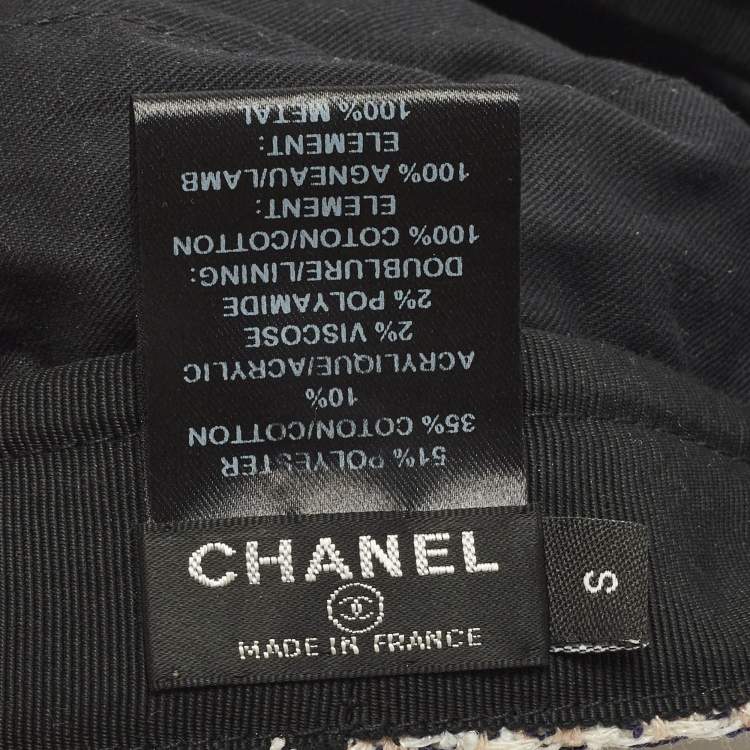 51% POLYESTER
35% COTON/COTTON
10%
ACRYLIQUE/ACRYLIC
2% VISCOSE
2% POLYAMIDE
DOUBLURE/LINING:
100% COTON/COTTON
ELEMENT:
100% AGNEAU/LAMB
ELEMENT:
100% METAL
CHANEL
MADE IN FRANCE
S